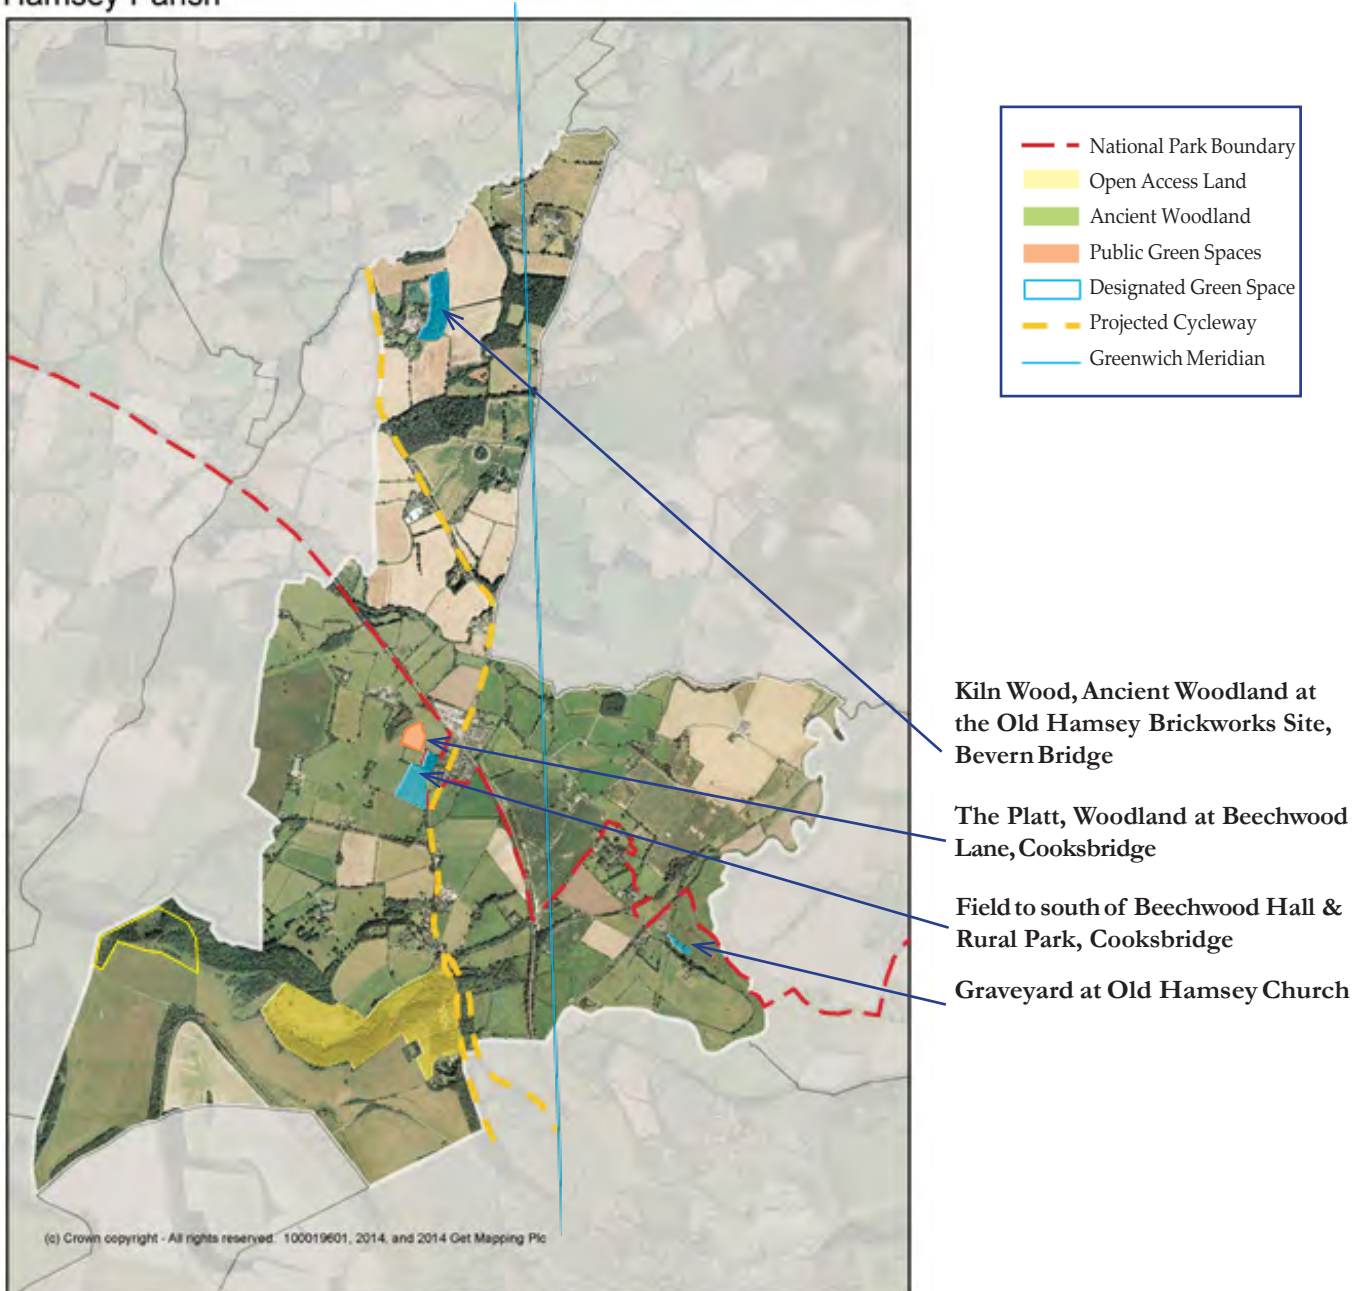 Hamsey Parish
National Park Boundary
Open Access Land
Ancient Woodland
Public Green Spaces
Designated Green Space
Projected Cycleway
Greenwich Meridian
Kiln Wood, Ancient Woodland at
the Old Hamsey Brickworks Site,
Bevern Bridge
The Platt, Woodland at Beechwood
Lane, Cooksbridge
Field to south of Beechwood Hall &
Rural Park, Cooksbridge
Graveyard at Old Hamsey Church
(c) Crown copyright - All rights reserved. 100019601, 2014, and 2014 Get Mapping Plc